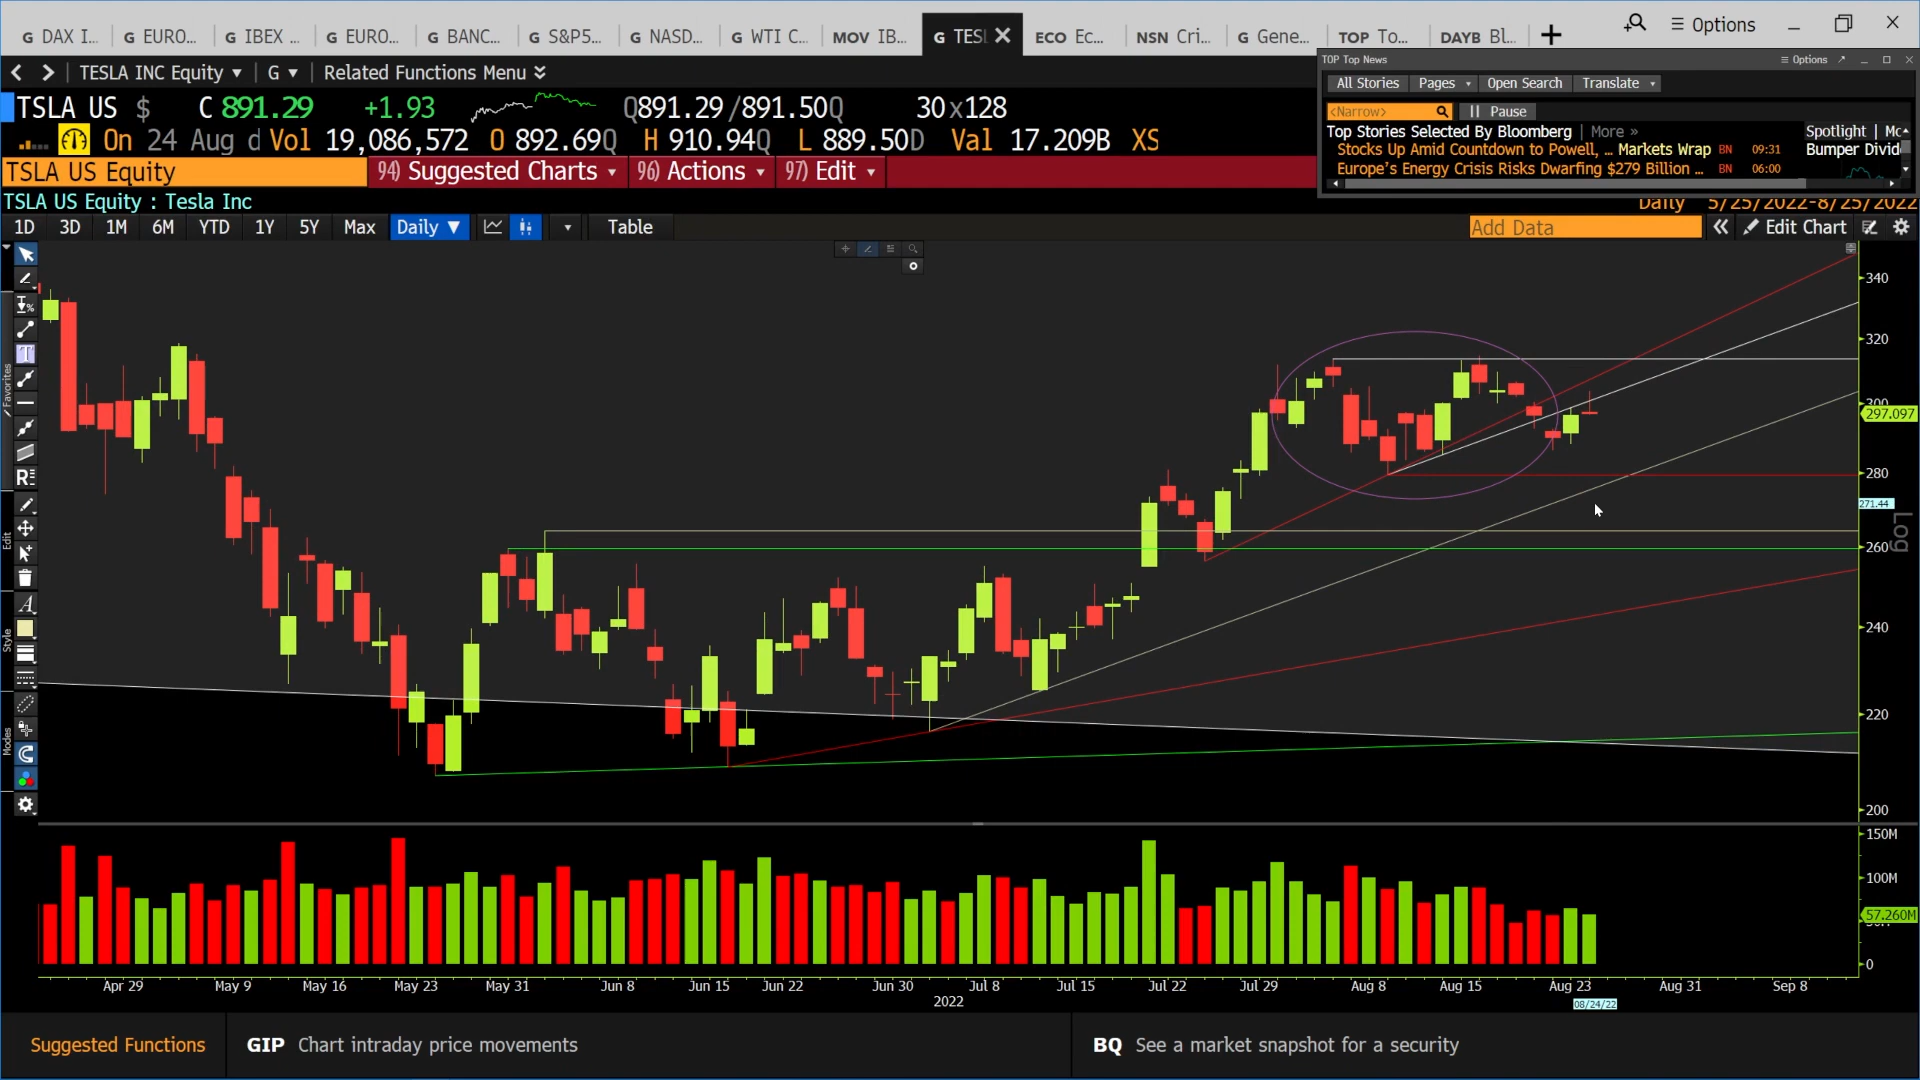 G DAX I... G EURO... G IBEX ... G EURO... G BANC... G S&P5... G NASD... G WTI C... MOV IB... G TES ECO Ec... NSN Cri... G Gene... TOP To... DAYB Bl... + Options
TESLA INC Equity G Related Functions Menu
TOP Top News Options
All Stories Pages Open Search Translate
<Narrow> Pause
Top Stories Selected By Bloomberg | More » Spotlight | Mc
Stocks Up Amid Countdown to Powell, ... Markets Wrap BN 09:31 Bumper Divid
Europe's Energy Crisis Risks Dwarfing $279 Billion ... BN 06:00
TSLA US $ C 891.29 +1.93 Q891.29/891.50Q 30x128
On 24 Aug d Vol 19,086,572 O 892.69Q H 910.94Q L 889.50D Val 17.209B XS
TSLA US Equity 94) Suggested Charts 96) Actions 97) Edit
TSLA US Equity : Tesla Inc Daily 5/25/2022-8/25/2022
1D 3D 1M 6M YTD 1Y 5Y Max Daily ▼ Table Add Data Edit Chart
Favorites
Edit
Style
Modes
T
R
A
340
320
300
297.097
280
271.44
260
Log
240
220
200
150M
100M
57.260M
0
Apr 29 May 9 May 16 May 23 May 31 Jun 8 Jun 15 Jun 22 Jun 30 Jul 8 Jul 15 Jul 22 Jul 29 Aug 8 Aug 15 Aug 23 Aug 31 Sep 8
2022 08/24/22
Suggested Functions GIP Chart intraday price movements BQ See a market snapshot for a security